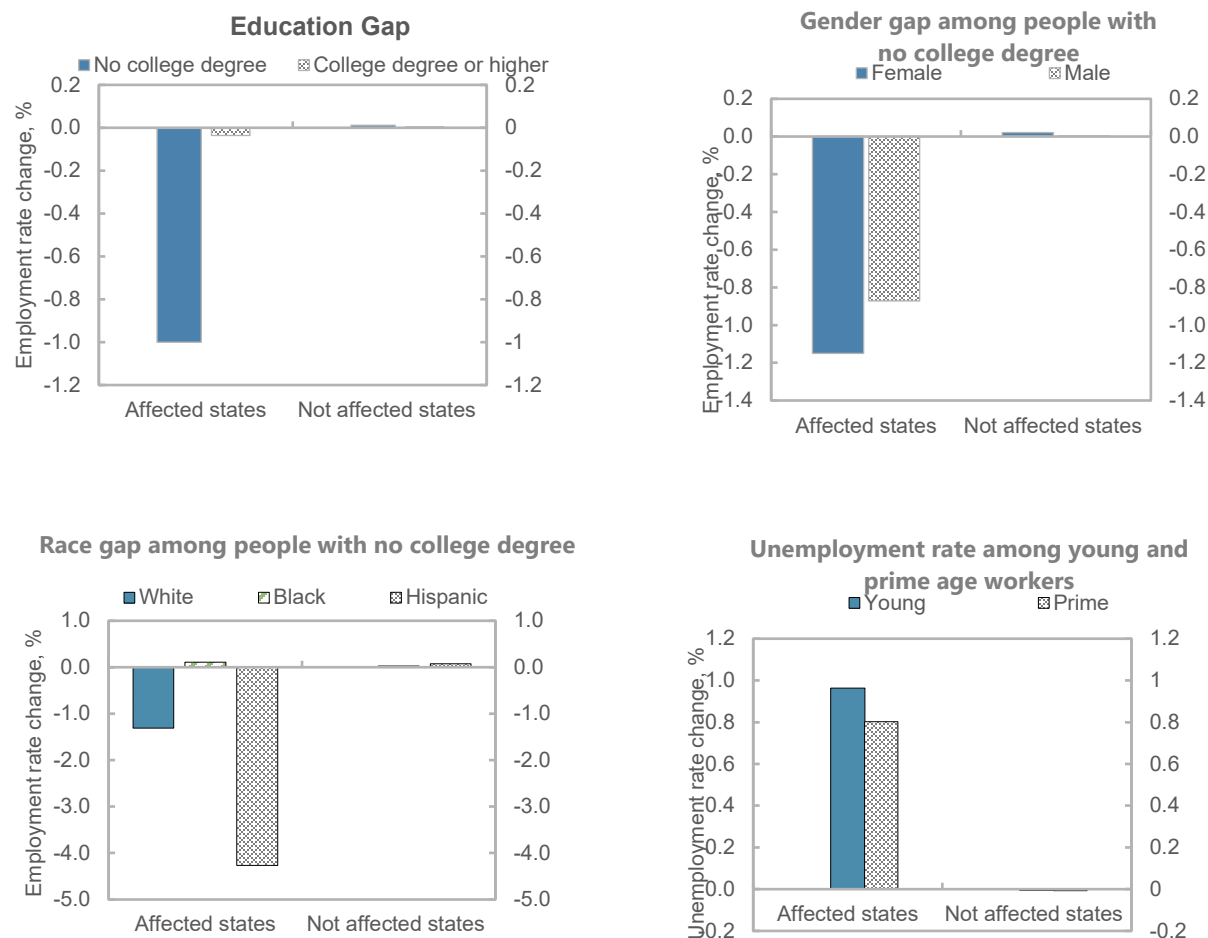 Education Gap
No college degree
College degree or higher
Employment rate change, %
0.2
0.0
-0.2
-0.4
-0.6
-0.8
-1.0
-1.2
0.2
0
-0.2
-0.4
-0.6
-0.8
-1
-1.2
Affected states
Not affected states
Gender gap among people with
no college degree
Female
Male
Employment rate change, %
0.2
0.0
-0.2
-0.4
-0.6
-0.8
-1.0
-1.2
-1.4
0.2
0.0
-0.2
-0.4
-0.6
-0.8
-1.0
-1.2
-1.4
Affected states
Not affected states
Race gap among people with no college degree
White
Black
Hispanic
Employment rate change, %
1.0
0.0
-1.0
-2.0
-3.0
-4.0
-5.0
1.0
0.0
-1.0
-2.0
-3.0
-4.0
-5.0
Affected states
Not affected states
Unemployment rate among young and
prime age workers
Young
Prime
Unemployment rate change, %
1.2
1.0
0.8
0.6
0.4
0.2
0.0
-0.2
1.2
1
0.8
0.6
0.4
0.2
0
-0.2
Affected states
Not affected states